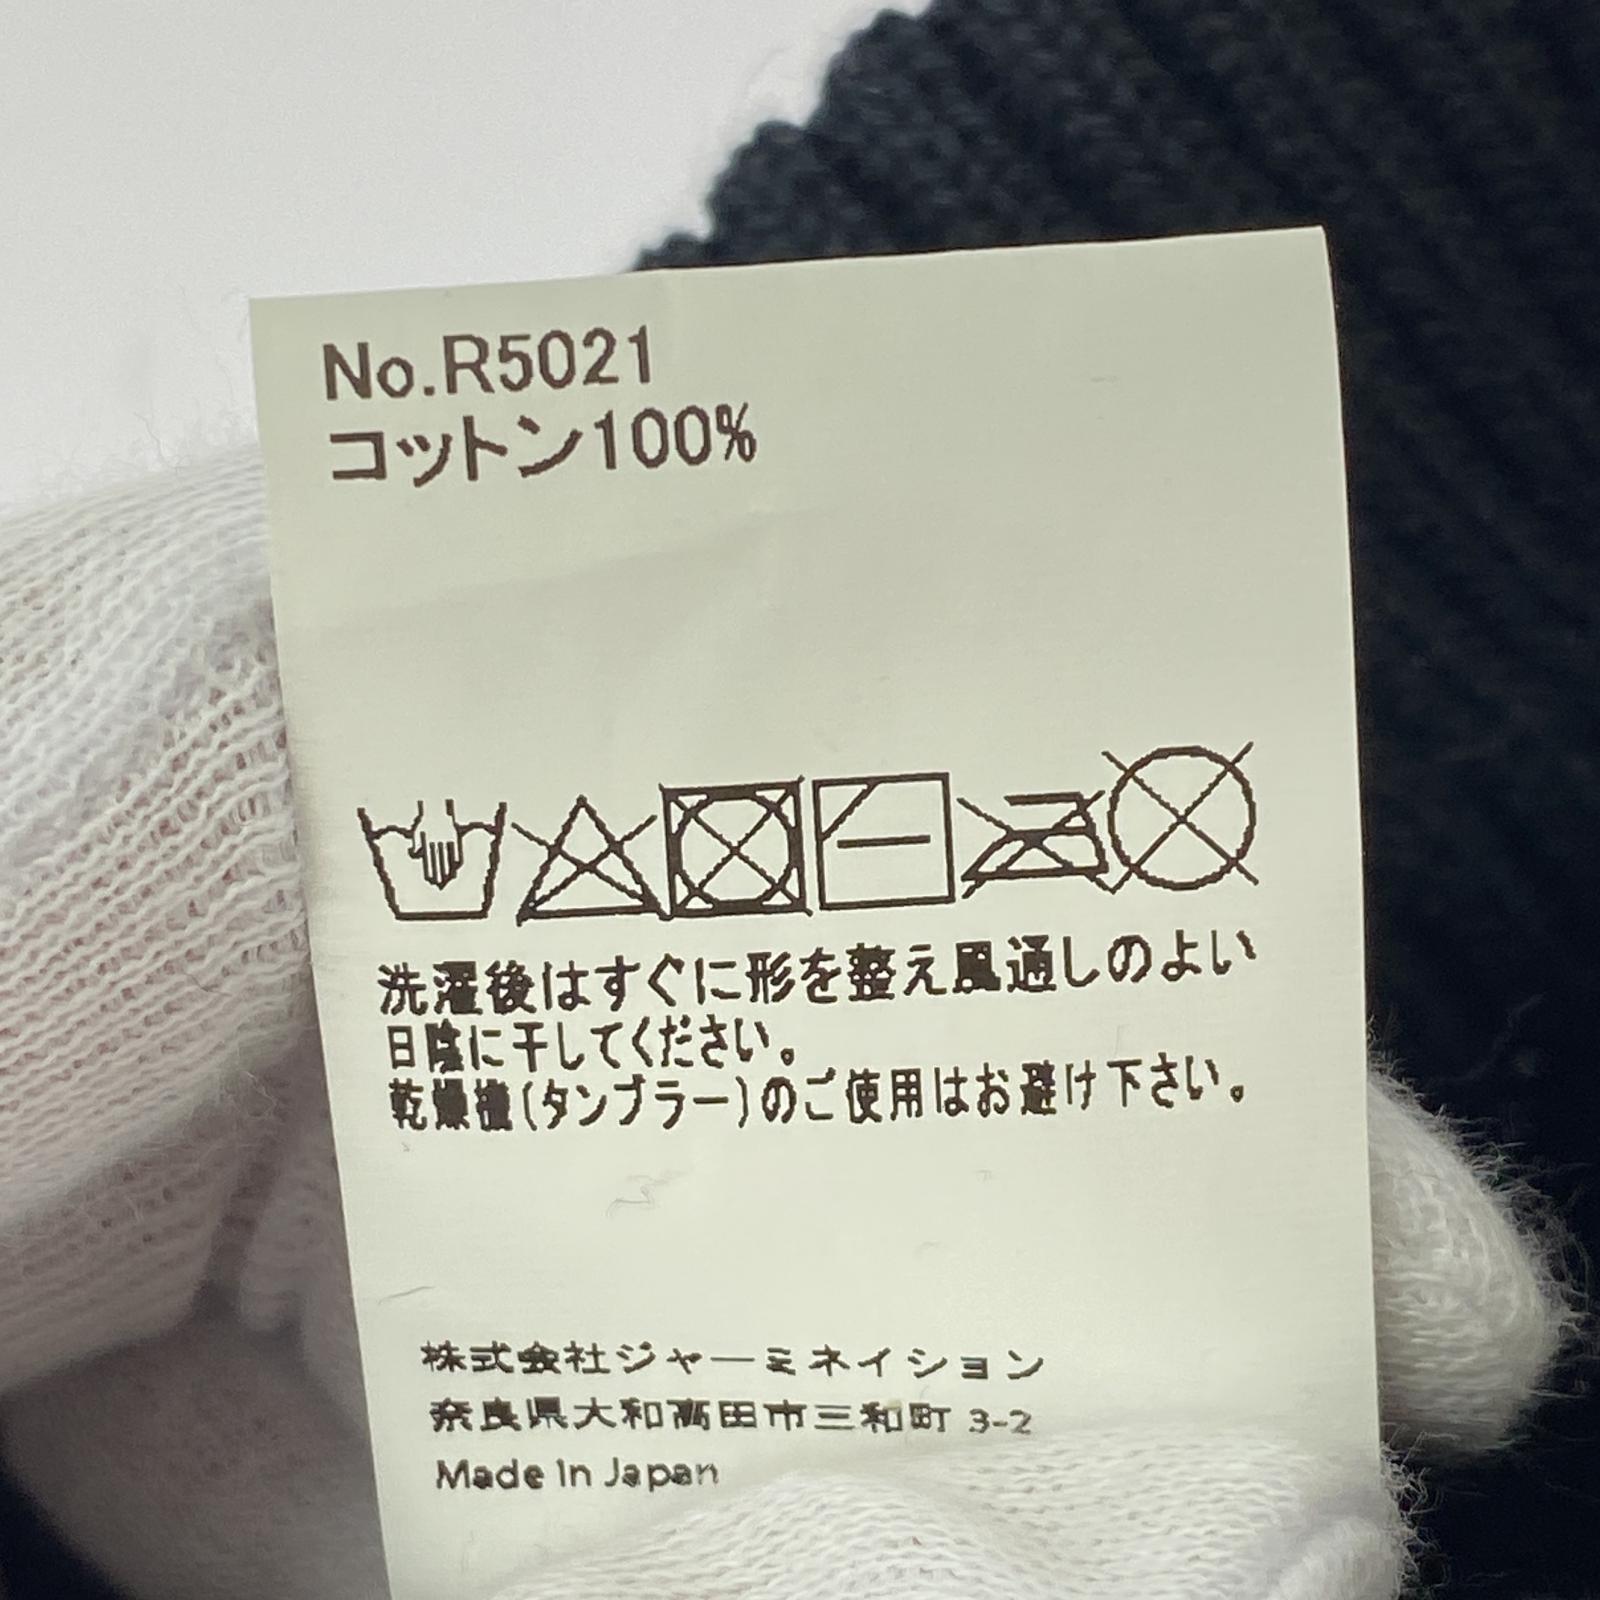 No.R5021
コットン100%
洗濯後はすぐに形を整え風通しのよい
日陰に干してください。
乾燥機(タンブラー)のご使用はお避け下さい。
株式会社ジャーミネイション
奈良県大和高田市三和町 3-2
Made In Japan